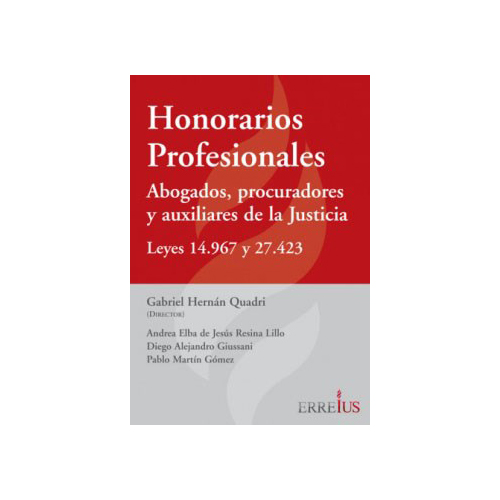 Honorarios
Profesionales
Abogados, procuradores
y auxiliares de la Justicia
Leyes 14.967 y 27.423
Gabriel Hernán Quadri
(DIRECTOR)
Andrea Elba de Jesús Resina Lillo
Diego Alejandro Giussani
Pablo Martín Gómez
ERREIUS